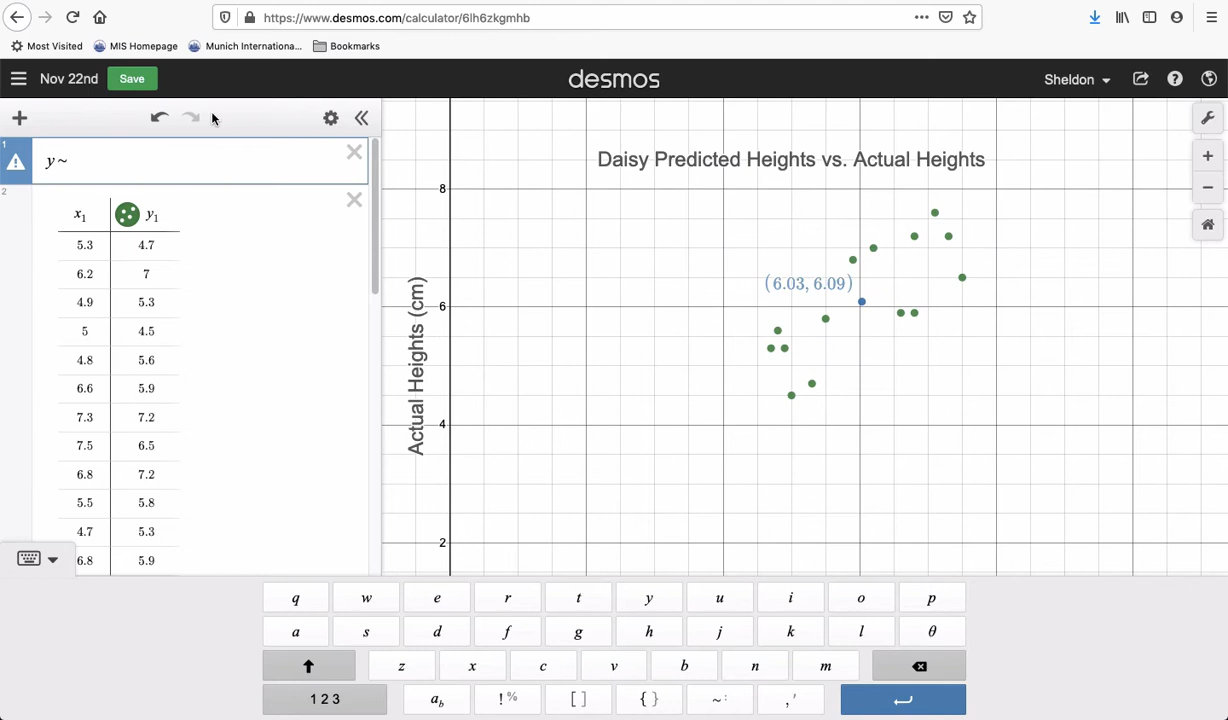 https://www.desmos.com/calculator/6lh6zkgmhb
Most Visited MIS Homepage Munich Internationa... Bookmarks
Nov 22nd Save desmos Sheldon
1
y ~
2
x₁ y₁
5.3 4.7
6.2 7
4.9 5.3
5 4.5
4.8 5.6
6.6 5.9
7.3 7.2
7.5 6.5
6.8 7.2
5.5 5.8
4.7 5.3
6.8 5.9
Daisy Predicted Heights vs. Actual Heights
8
(6.03, 6.09)
6
Actual Heights (cm)
4
2
q w e r t y u i o p
a s d f g h j k l θ
z x c v b n m
1 2 3 ab ! % [ ] { } ~ : , '